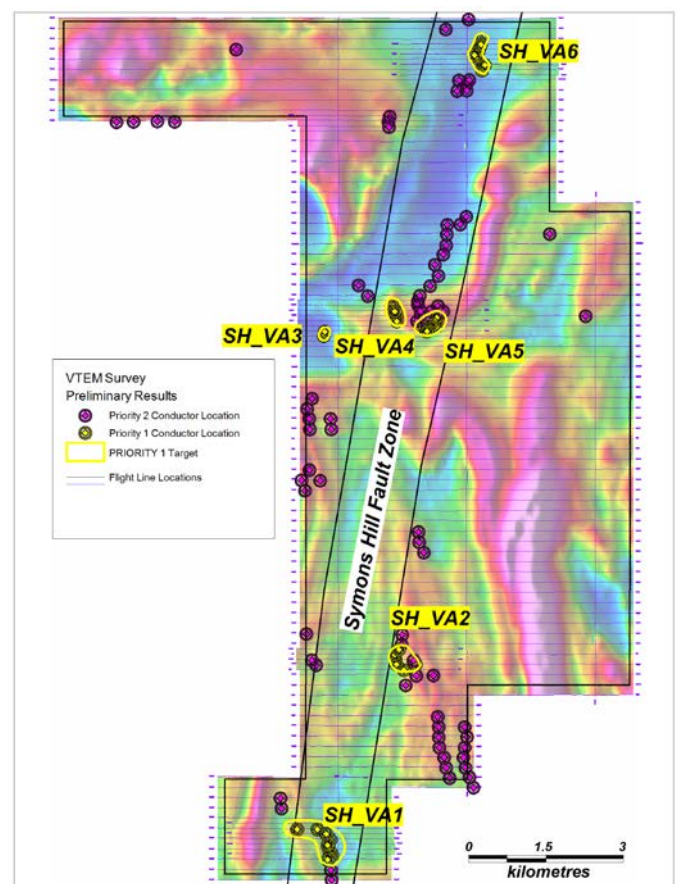 SH_VA6
SH_VA3
SH_VA4
SH_VA5
VTEM Survey
Preliminary Results
Priority 2 Conductor Location
Priority 1 Conductor Location
PRIORITY 1 Target
Flight Line Locations
Symons Hill Fault Zone
SH_VA2
SH_VA1
0 1.5 3
kilometres